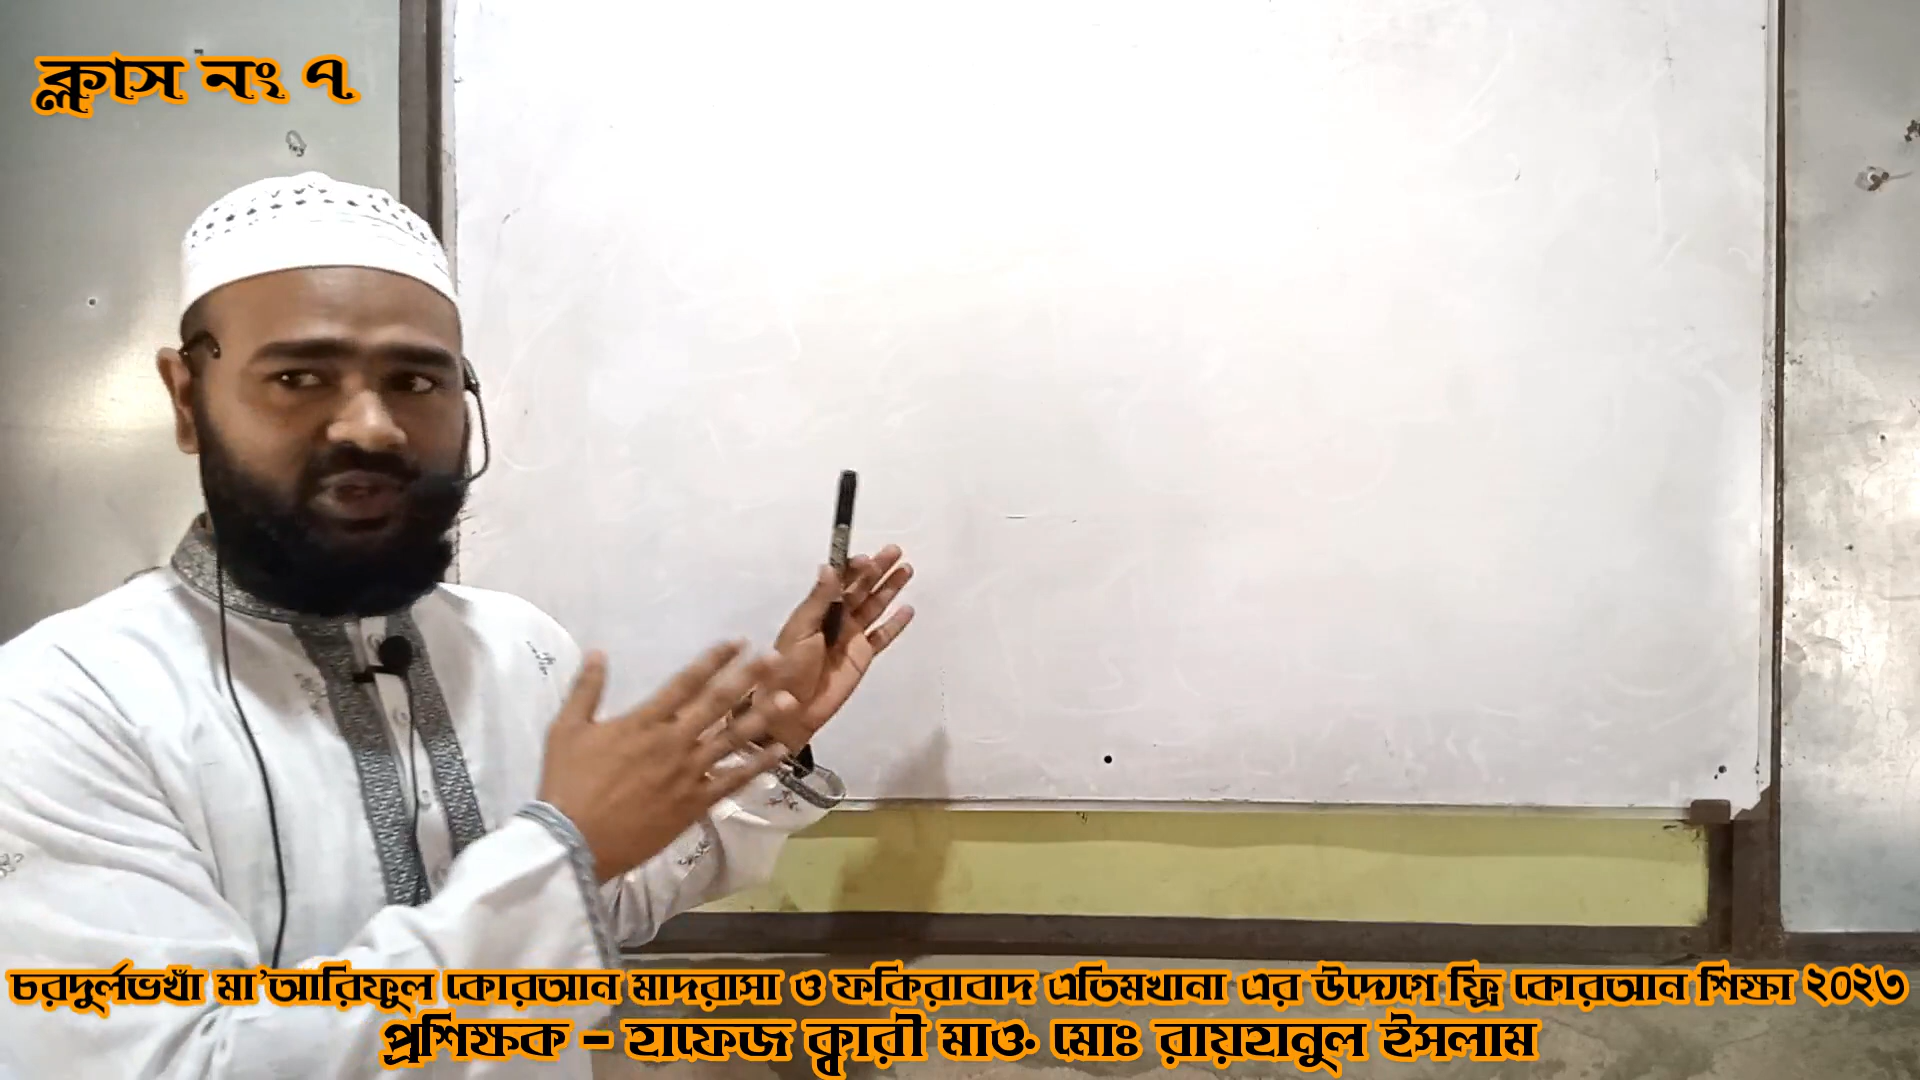 ক্লাস নং ৭
চরদুর্লভখাঁ মা'আরিফুল কোরআন মাদরাসা ও ফকিরাবাদ এতিমখানা এর উদ্যেগে ফ্রি কোরআন শিক্ষা ২০২৩
প্রশিক্ষক - হাফেজ ক্বারী মাওঃ মোঃ রায়হানুল ইসলাম